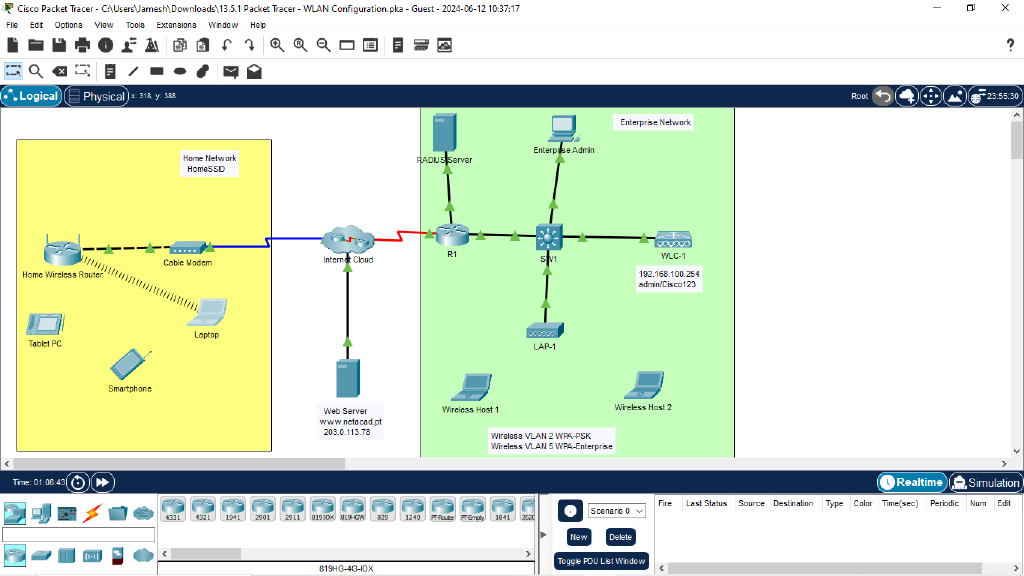 Cisco Packet Tracer - C:\Users\Jamesh\Downloads\13.5.1 Packet Tracer - WLAN Configuration.pka - Guest - 2024-06-12 10:37:17
File Edit Options View Tools Extensions Window Help
?
Logical Physical x: 318, y: 388 Root 23:55:30
Home Network
HomeSSID
Home Wireless Router
Cable Modem
Laptop
Tablet PC
Smartphone
Internet Cloud
Web Server
www.netacad.pt
203.0.113.78
Enterprise Network
RADIUS Server
Enterprise Admin
R1
SW1
WLC-1
192.168.100.254
admin/Cisco123
LAP-1
Wireless Host 1
Wireless Host 2
Wireless VLAN 2 WPA-PSK
Wireless VLAN 5 WPA-Enterprise
Time: 01:06:43 Realtime Simulation
4331 4321 1941 2901 2911 819IOX 819HGW 829 1240 PT-Router PT-Empty 1841 2620
819HG-4G-IOX
Scenario 0
New Delete
Toggle PDU List Window
Fire Last Status Source Destination Type Color Time(sec) Periodic Num Edit